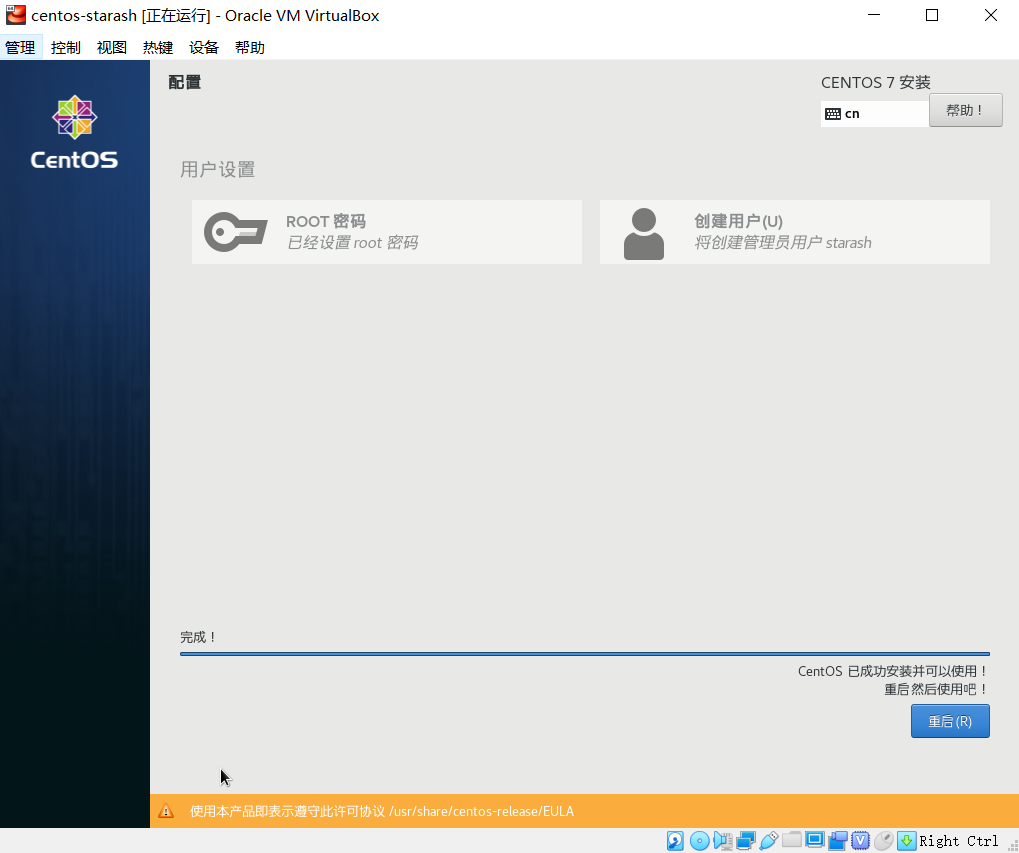 centos-starash [正在运行] - Oracle VM VirtualBox
管理 控制 视图 热键 设备 帮助
配置
CENTOS 7 安装
cn
帮助！
CentOS
用户设置
ROOT 密码
已经设置 root 密码
创建用户(U)
将创建管理员用户 starash
完成！
CentOS 已成功安装并可以使用！
重启然后使用吧！
重启(R)
使用本产品即表示遵守此许可协议 /usr/share/centos-release/EULA
Right Ctrl